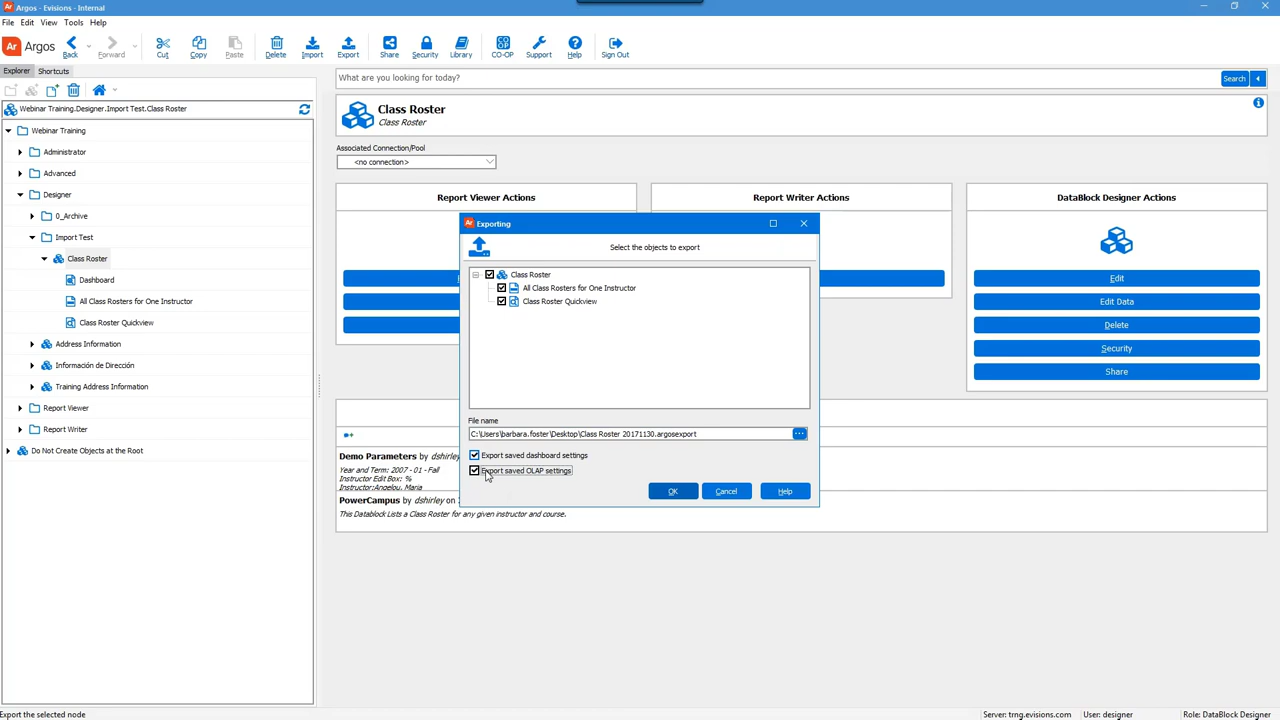 Argos - Evisions - Internal
File Edit View Tools Help
Ar Argos Back Forward Cut Copy Paste Delete Import Export Share Security Library CO-OP Support Help Sign Out
Explorer Shortcuts
What are you looking for today? Search
Webinar Training.Designer.Import Test.Class Roster
Webinar Training
Administrator
Advanced
Designer
0_Archive
Import Test
Class Roster
Dashboard
All Class Rosters for One Instructor
Class Roster Quickview
Address Information
Información de Dirección
Training Address Information
Report Viewer
Report Writer
Do Not Create Objects at the Root
Class Roster
Class Roster
Associated Connection/Pool
<no connection>
Report Viewer Actions
Report Writer Actions
DataBlock Designer Actions
Edit
Edit Data
Delete
Security
Share
Ar Exporting
Select the objects to export
Class Roster
All Class Rosters for One Instructor
Class Roster Quickview
File name
C:\Users\barbara.foster\Desktop\Class Roster 20171130.argosexport ...
Export saved dashboard settings
Export saved OLAP settings
OK Cancel Help
Demo Parameters by dshirley
Year and Term: 2007 - 01 - Fall
Instructor Edit Box: %
Instructor:Angelou, Maria
PowerCampus by dshirley on
This Datablock Lists a Class Roster for any given instructor and course.
Export the selected node
Server: trng.evisions.com User: designer Role: DataBlock Designer